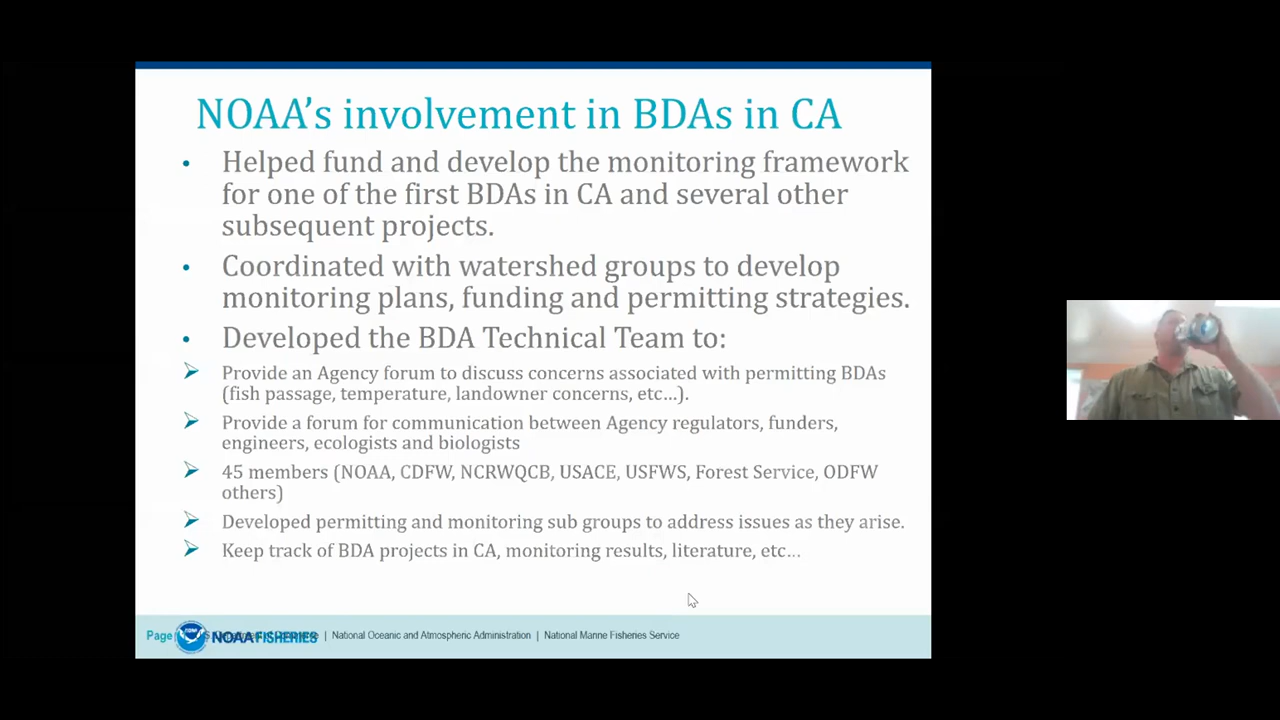 NOAA's involvement in BDAs in CA
• Helped fund and develop the monitoring framework
for one of the first BDAs in CA and several other
subsequent projects.
• Coordinated with watershed groups to develop
monitoring plans, funding and permitting strategies.
• Developed the BDA Technical Team to:
➢ Provide an Agency forum to discuss concerns associated with permitting BDAs
(fish passage, temperature, landowner concerns, etc…).
➢ Provide a forum for communication between Agency regulators, funders,
engineers, ecologists and biologists
➢ 45 members (NOAA, CDFW, NCRWQCB, USACE, USFWS, Forest Service, ODFW
others)
➢ Developed permitting and monitoring sub groups to address issues as they arise.
➢ Keep track of BDA projects in CA, monitoring results, literature, etc…
Page NOAA FISHERIES | National Oceanic and Atmospheric Administration | National Marine Fisheries Service